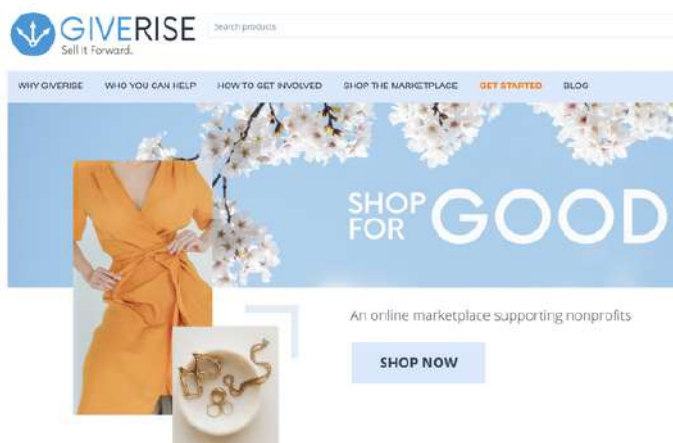 GIVERISE
Sell It Forward.
Search products
WHY GIVERISE WHO YOU CAN HELP HOW TO GET INVOLVED SHOP THE MARKETPLACE GET STARTED BLOG
SHOP
FOR
GOOD
An online marketplace supporting nonprofits
SHOP NOW